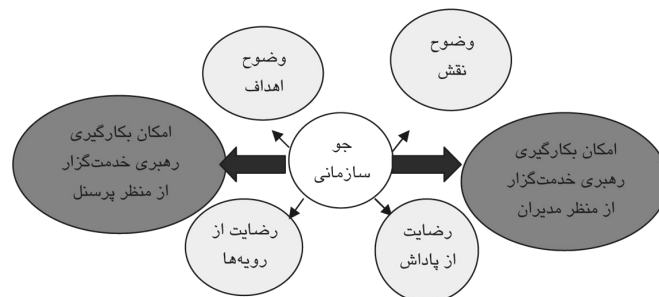 وضوح
نقش
وضوح
اهداف
امکان بکارگیری
رهبری خدمت‌گزار
از منظر مدیران
جو
سازمانی
امکان بکارگیری
رهبری خدمت‌گزار
از منظر پرسنل
رضایت
از پاداش
رضایت از
رویه‌ها